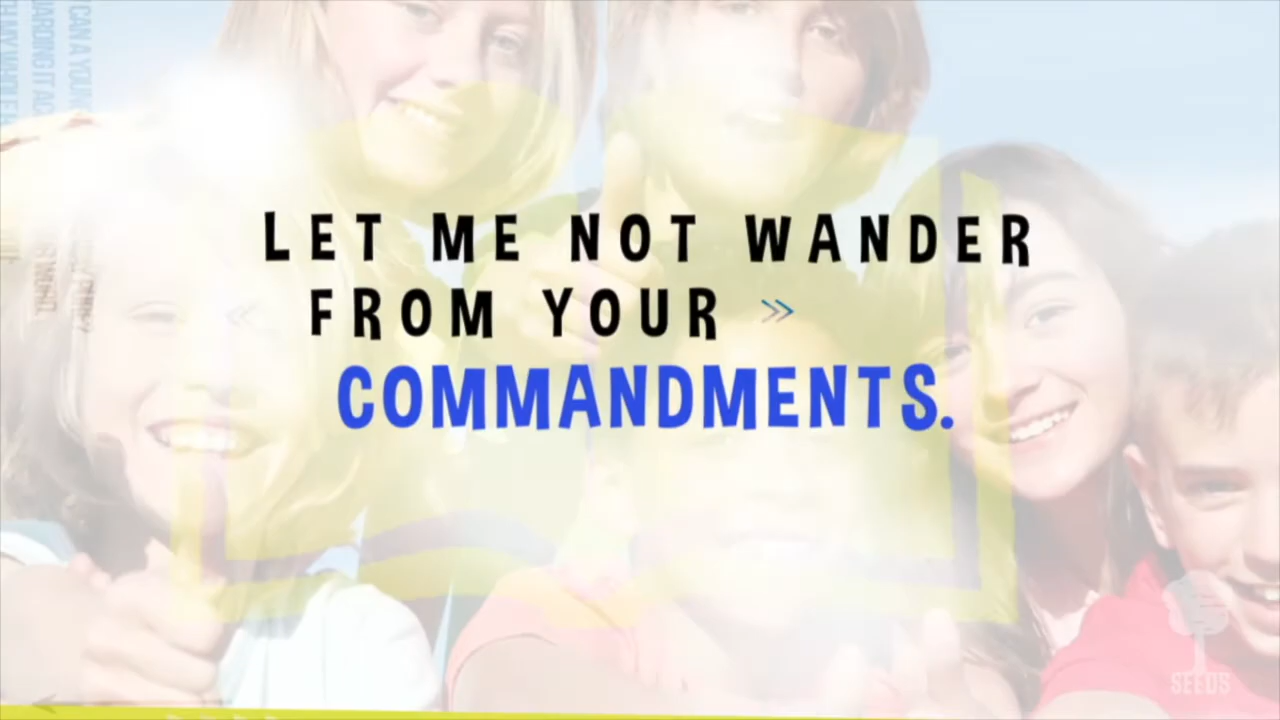 LET ME NOT WANDER
FROM YOUR »
COMMANDMENTS.
SEEDS